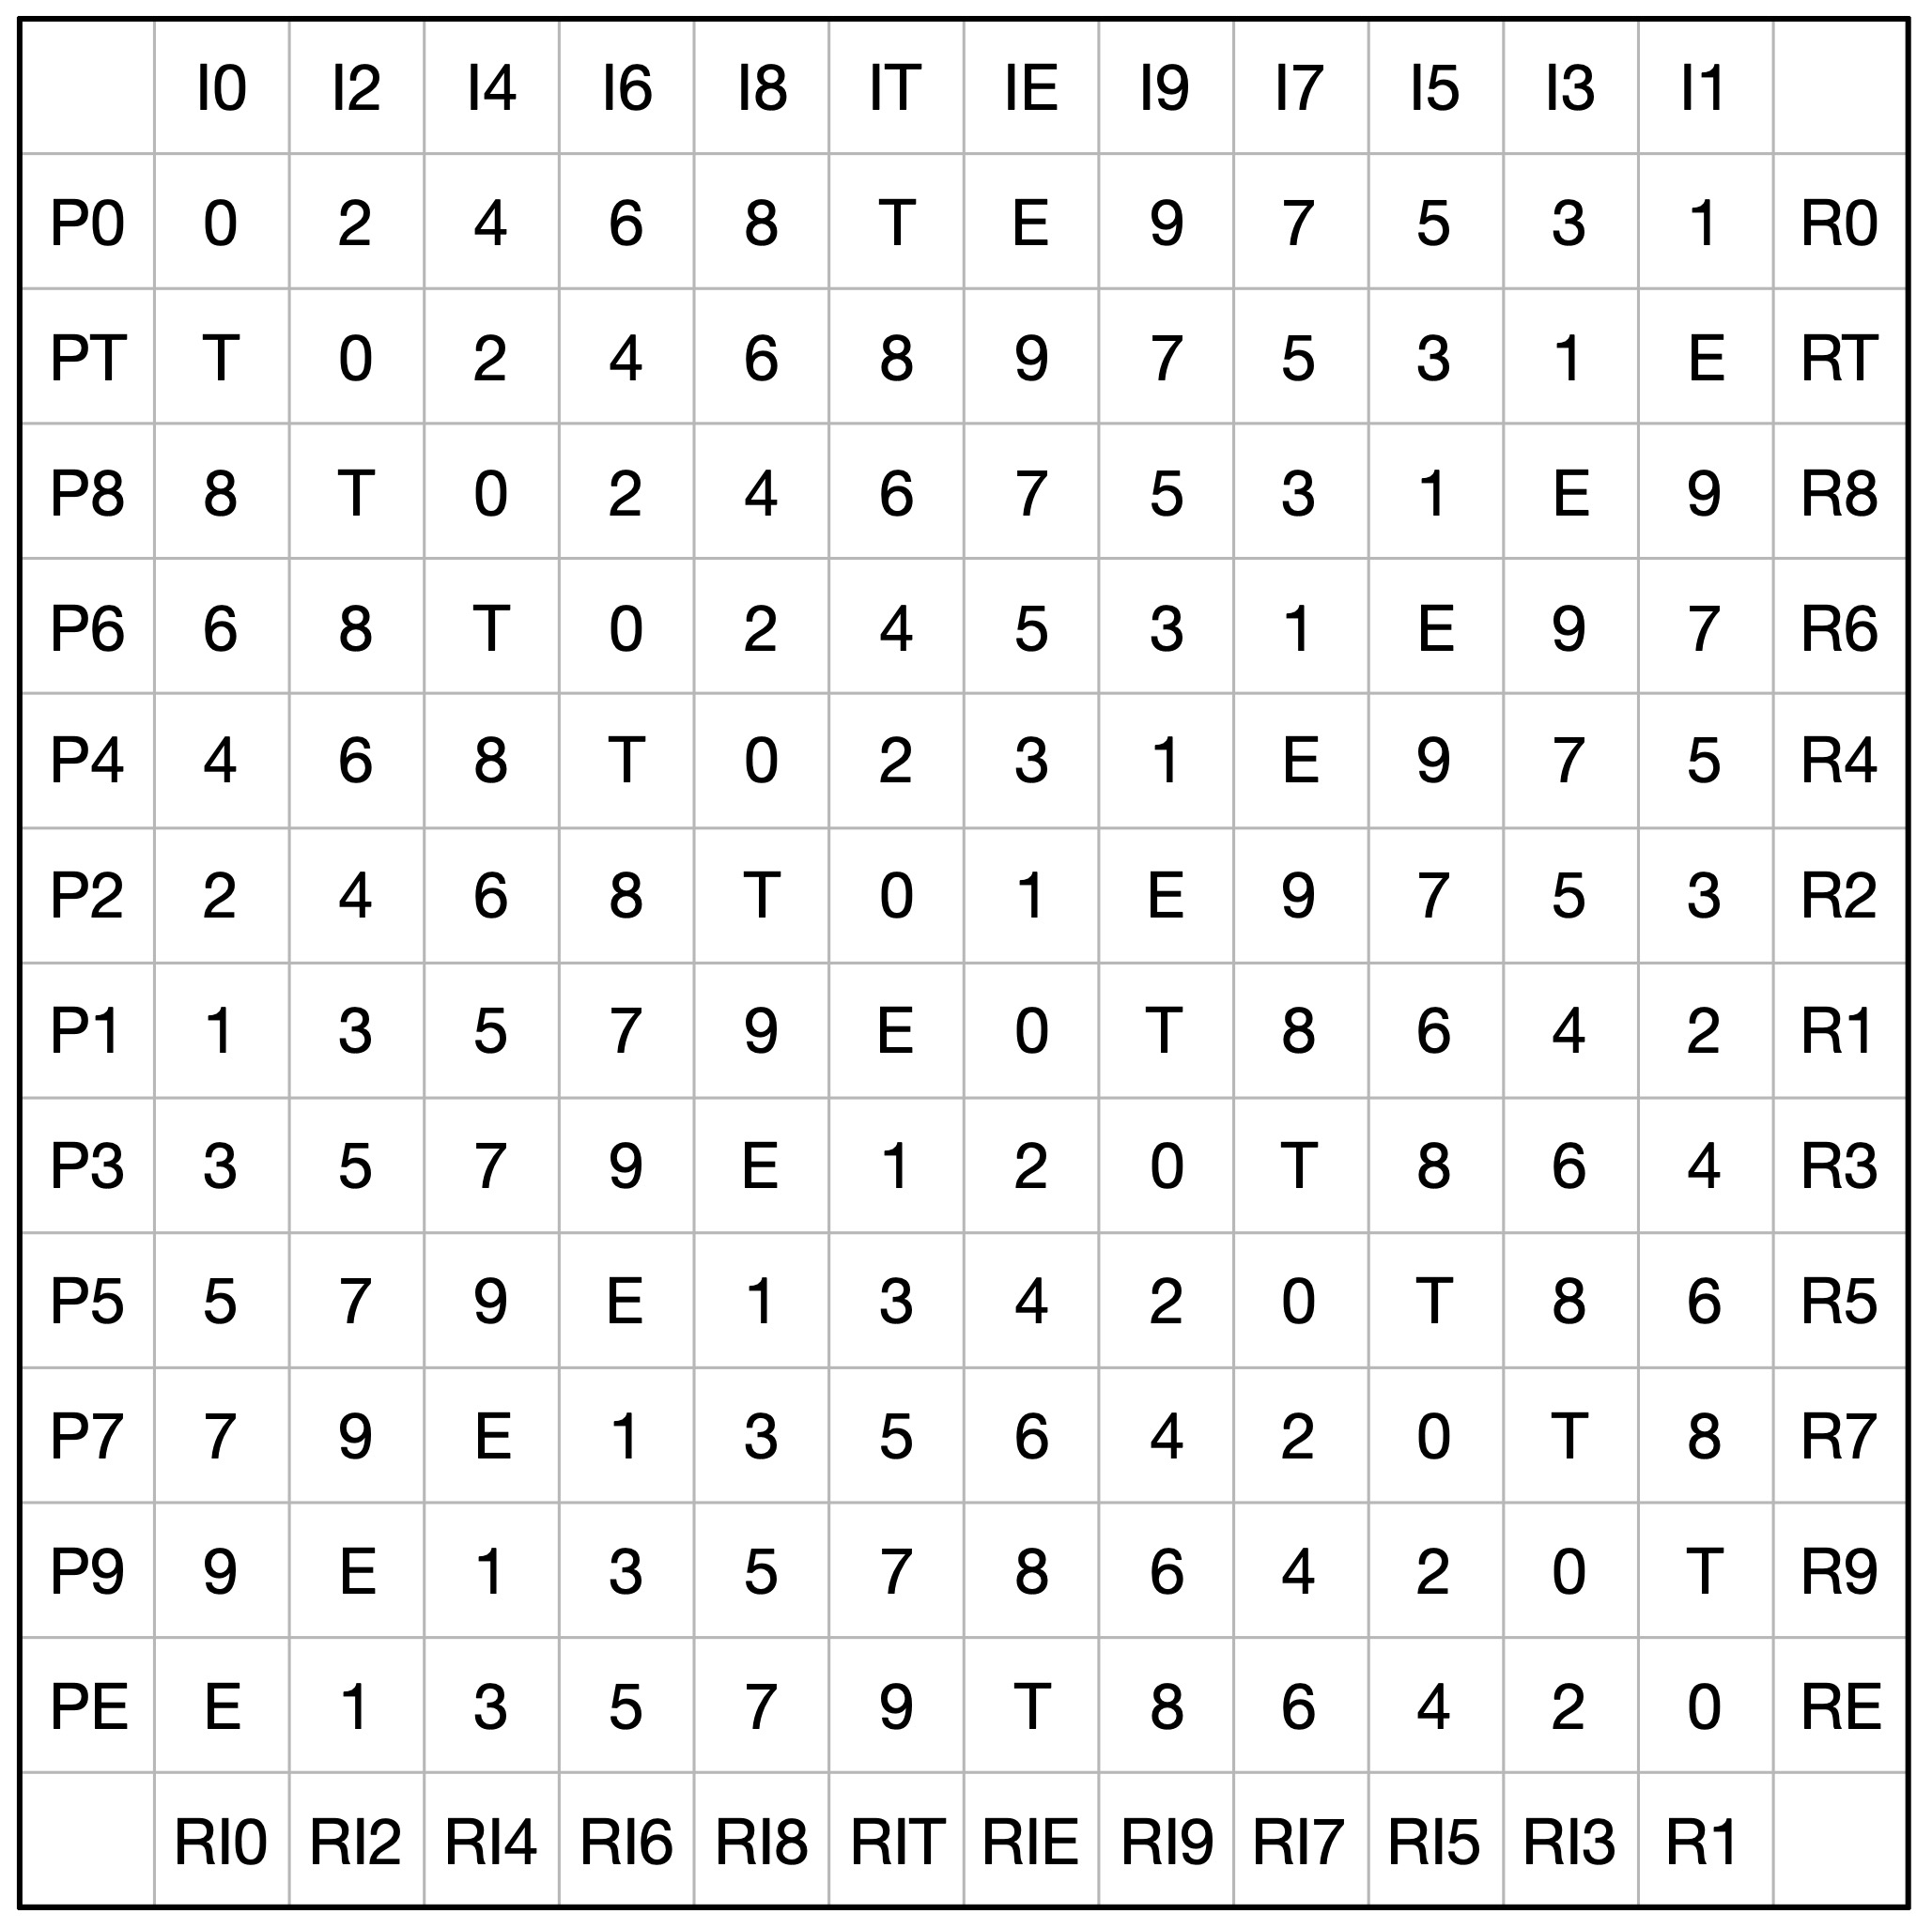 I0 I2 I4 I6 I8 IT IE I9 I7 I5 I3 I1
P0 0 2 4 6 8 T E 9 7 5 3 1 R0
PT T 0 2 4 6 8 9 7 5 3 1 E RT
P8 8 T 0 2 4 6 7 5 3 1 E 9 R8
P6 6 8 T 0 2 4 5 3 1 E 9 7 R6
P4 4 6 8 T 0 2 3 1 E 9 7 5 R4
P2 2 4 6 8 T 0 1 E 9 7 5 3 R2
P1 1 3 5 7 9 E 0 T 8 6 4 2 R1
P3 3 5 7 9 E 1 2 0 T 8 6 4 R3
P5 5 7 9 E 1 3 4 2 0 T 8 6 R5
P7 7 9 E 1 3 5 6 4 2 0 T 8 R7
P9 9 E 1 3 5 7 8 6 4 2 0 T R9
PE E 1 3 5 7 9 T 8 6 4 2 0 RE
RI0 RI2 RI4 RI6 RI8 RIT RIE RI9 RI7 RI5 RI3 R1